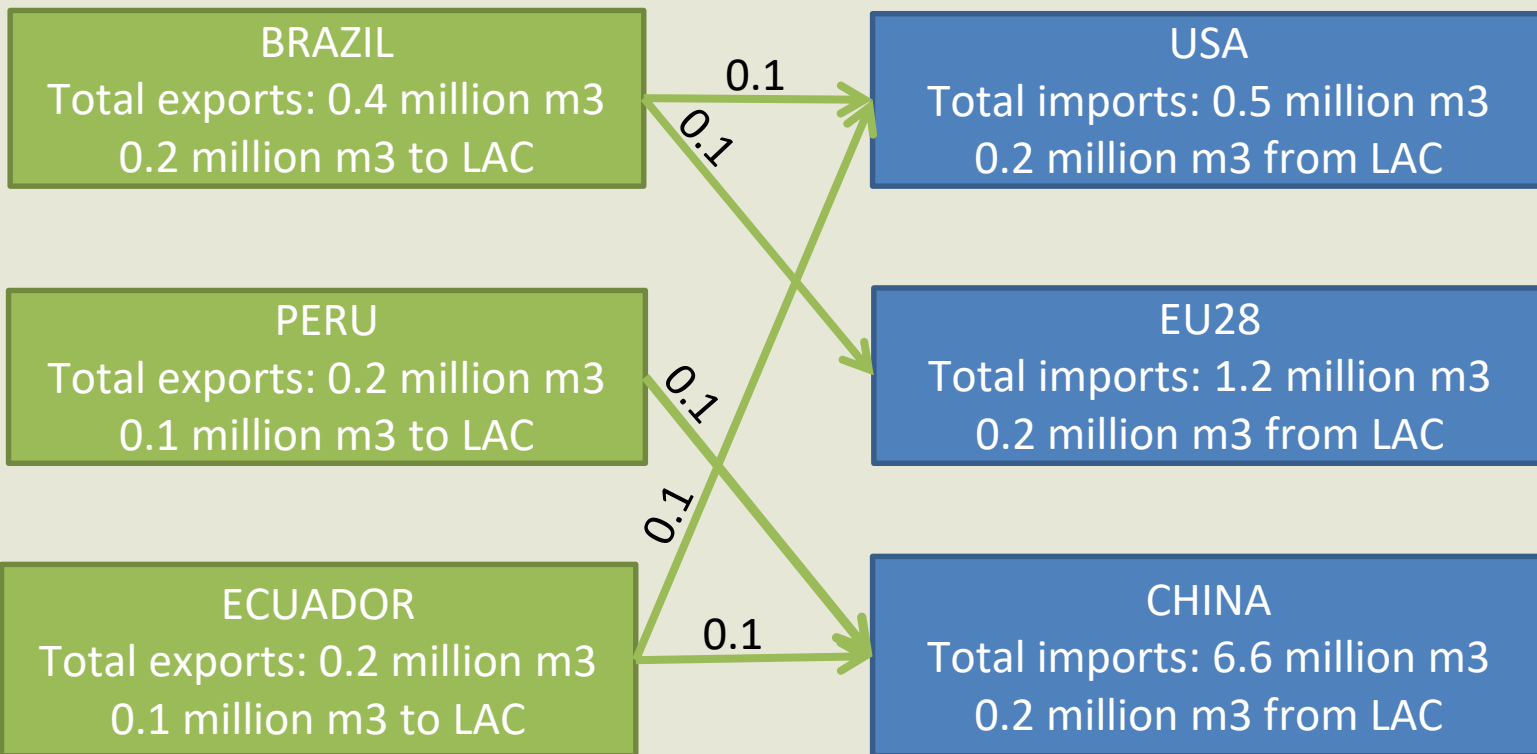 BRAZIL
Total exports: 0.4 million m3
0.2 million m3 to LAC
0.1
0.1
USA
Total imports: 0.5 million m3
0.2 million m3 from LAC
PERU
Total exports: 0.2 million m3
0.1 million m3 to LAC
0.1
0.1
EU28
Total imports: 1.2 million m3
0.2 million m3 from LAC
ECUADOR
Total exports: 0.2 million m3
0.1 million m3 to LAC
0.1
CHINA
Total imports: 6.6 million m3
0.2 million m3 from LAC